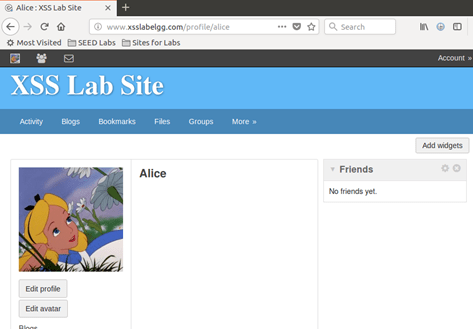 Alice : XSS Lab Site
www.xsslabelgg.com/profile/alice
Search
Most Visited SEED Labs Sites for Labs
Account »
XSS Lab Site
Activity Blogs Bookmarks Files Groups More »
Add widgets
Alice
Friends
No friends yet.
Edit profile
Edit avatar
Blogs